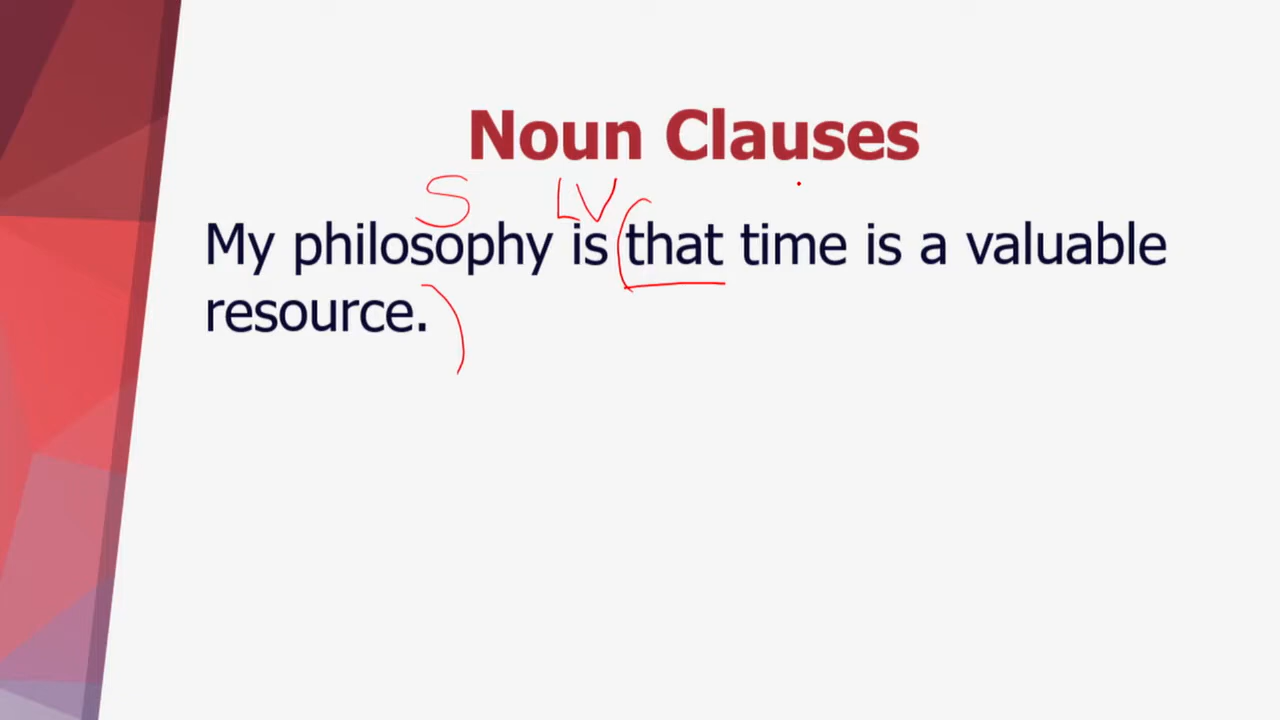 Noun Clauses
S LV (
My philosophy is that time is a valuable
resource. )